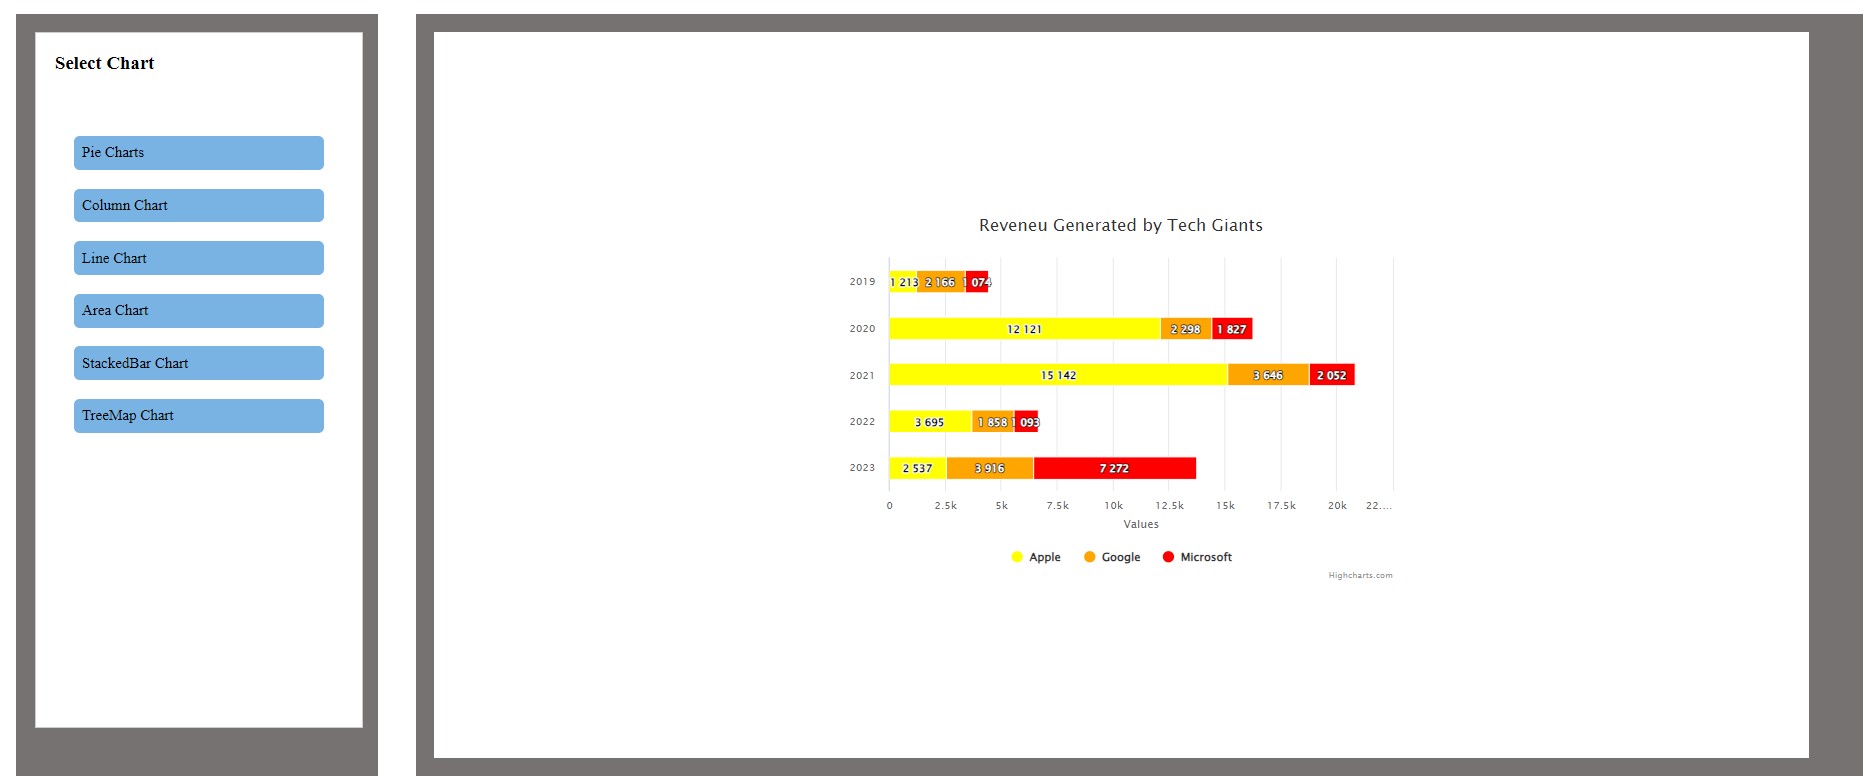 Select Chart
Pie Charts
Column Chart
Line Chart
Area Chart
StackedBar Chart
TreeMap Chart
Reveneu Generated by Tech Giants
2019 1 213 2 166 1 074
2020 12 121 2 298 1 827
2021 15 142 3 646 2 052
2022 3 695 1 858 1 093
2023 2 537 3 916 7 272
0 2.5k 5k 7.5k 10k 12.5k 15k 17.5k 20k 22....
Values
Apple Google Microsoft
Highcharts.com